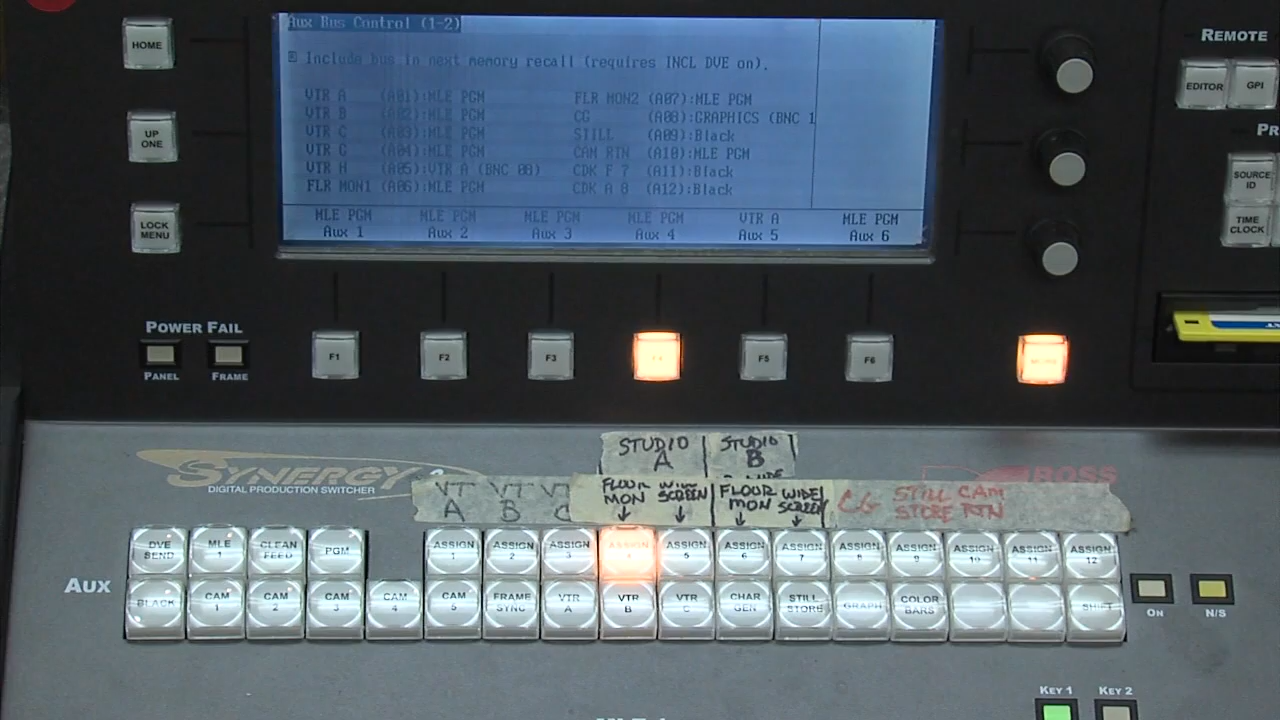 Aux Bus Control (1-2)
Include bus in next memory recall (requires INCL DVE on).
VTR A (A01):MLE PGM FLR MON2 (A07):MLE PGM
VTR B (A02):MLE PGM CG (A08):GRAPHICS (BNC 1
VTR C (A03):MLE PGM STILL (A09):Black
VTR G (A04):MLE PGM CAM RTN (A10):MLE PGM
VTR H (A05):VTR A (BNC 08) CDK F 7 (A11):Black
FLR MON1 (A06):MLE PGM CDK A 8 (A12):Black
MLE PGM MLE PGM MLE PGM MLE PGM VTR A MLE PGM
Aux 1 Aux 2 Aux 3 Aux 4 Aux 5 Aux 6
HOME
UP ONE
LOCK MENU
REMOTE
EDITOR GPI
SOURCE ID
TIME CLOCK
POWER FAIL
PANEL FRAME
F1 F2 F3 F4 F5 F6
STUDIO A STUDIO B
SYNERGY
DIGITAL PRODUCTION SWITCHER
ROSS
VT A VT B VT C
FLOOR MON WIDE SCREEN FLOUR MON WIDE SCREEN
CG STILL STORE CAM RTN
AUX
DVE SEND MLE 1 CLEAN FEED PGM ASSIGN 1 ASSIGN 2 ASSIGN 3 ASSIGN 4 ASSIGN 5 ASSIGN 6 ASSIGN 7 ASSIGN 8 ASSIGN 9 ASSIGN 10 ASSIGN 11 ASSIGN 12
BLACK CAM 1 CAM 2 CAM 3 CAM 4 CAM 5 FRAME SYNC VTR A VTR B VTR C CHAR GEN STILL STORE GRAPH COLOR BARS SHIFT
ON N/S
KEY 1 KEY 2